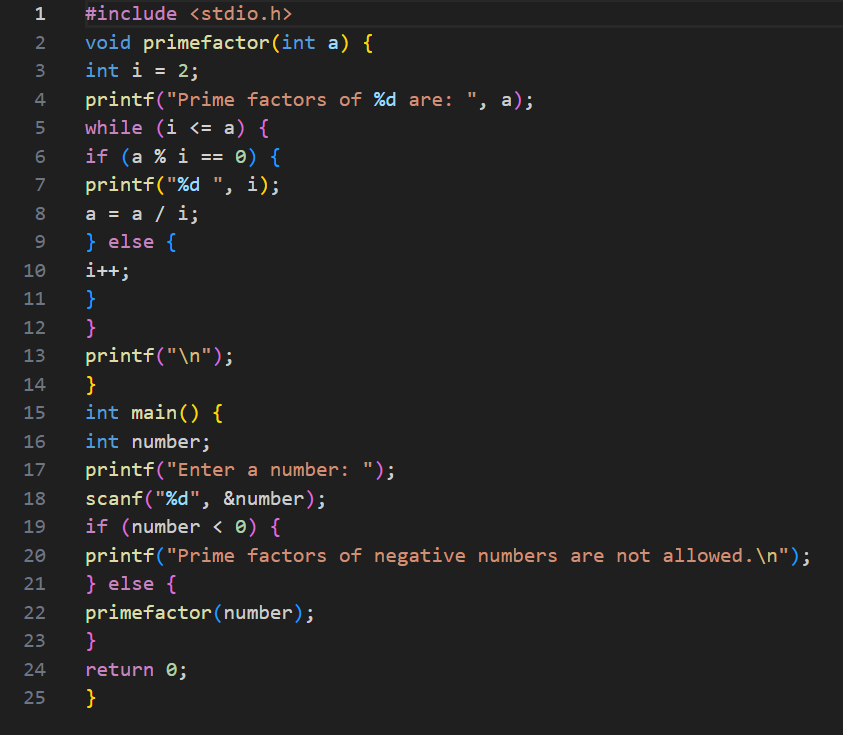 1 #include <stdio.h>
2 void primefactor(int a) {
3 int i = 2;
4 printf("Prime factors of %d are: ", a);
5 while (i <= a) {
6 if (a % i == 0) {
7 printf("%d ", i);
8 a = a / i;
9 } else {
10 i++;
11 }
12 }
13 printf("\n");
14 }
15 int main() {
16 int number;
17 printf("Enter a number: ");
18 scanf("%d", &number);
19 if (number < 0) {
20 printf("Prime factors of negative numbers are not allowed.\n");
21 } else {
22 primefactor(number);
23 }
24 return 0;
25 }